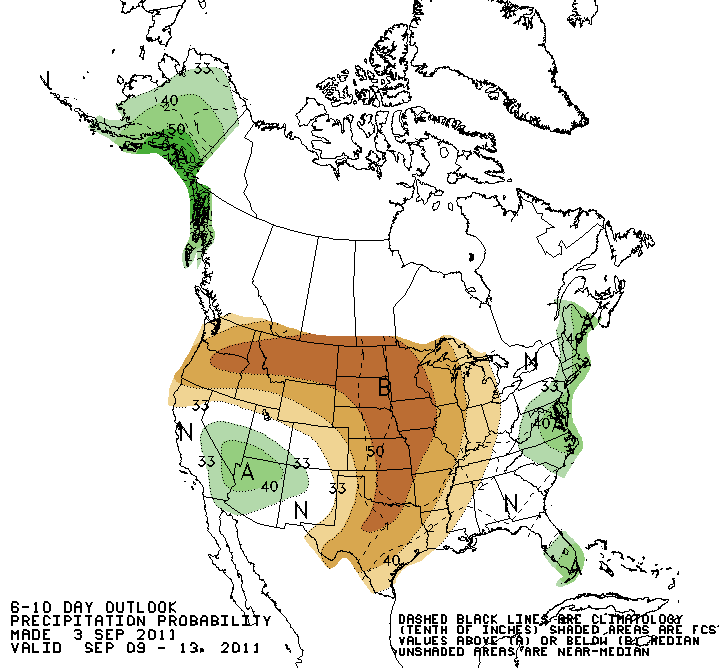 33
40
50
A
A
40
N
33
B
40
33
N
33
33
50
A
40
33
N
N
40
A
6-10 DAY OUTLOOK
PRECIPITATION PROBABILITY
MADE 3 SEP 2011
VALID SEP 09 - 13, 2011
DASHED BLACK LINES ARE CLIMATOLOGY
(TENTH OF INCHES) SHADED AREAS ARE FCST
VALUES ABOVE (A) OR BELOW (B) MEDIAN
UNSHADED AREAS ARE NEAR-MEDIAN